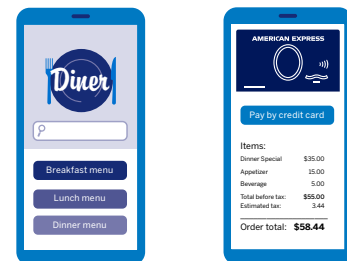 Diner
Breakfast menu
Lunch menu
Dinner menu
AMERICAN EXPRESS
Pay by credit card
Items:
Dinner Special $35.00
Appetizer 15.00
Beverage 5.00
Total before tax: $55.00
Estimated tax: 3.44
Order total: $58.44